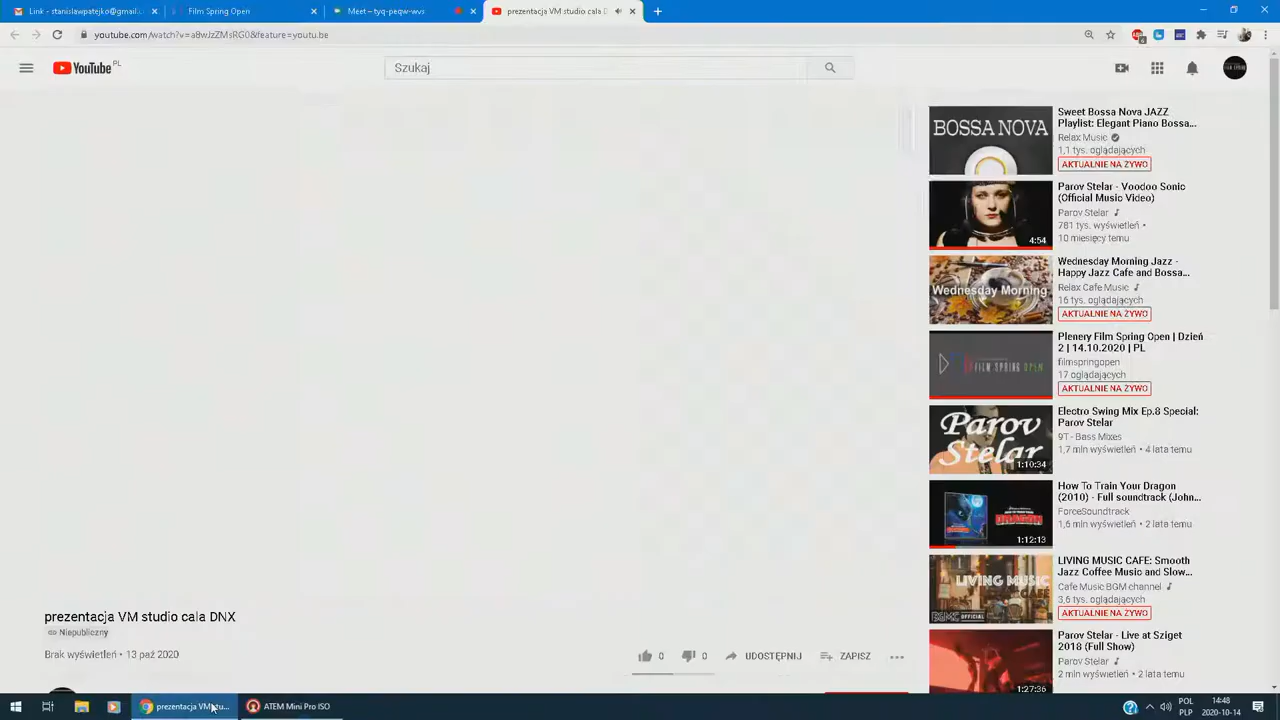 Link - stanislawpatejko@gmail
Film Spring Open
Meet – tyq-peqw-wvs
prezentacja VM studio cala D
youtube.com/watch?v=a8wJzZMsRG0&feature=youtu.be
YouTube PL
Szukaj
BOSSA NOVA
Sweet Bossa Nova JAZZ
Playlist: Elegant Piano Bossa...
Relax Music
1,1 tys. oglądających
AKTUALNIE NA ŻYWO
4:54
Parov Stelar - Voodoo Sonic
(Official Music Video)
Parov Stelar
781 tys. wyświetleń •
10 miesięcy temu
Wednesday Morning
Wednesday Morning Jazz -
Happy Jazz Cafe and Bossa...
Relax Cafe Music
16 tys. oglądających
AKTUALNIE NA ŻYWO
FILM SPRING OPEN
Plenery Film Spring Open | Dzień
2 | 14.10.2020 | PL
filmspringopen
17 oglądających
AKTUALNIE NA ŻYWO
Parov
Stelar
1:10:34
Electro Swing Mix Ep.8 Special:
Parov Stelar
9T - Bass Mixes
1,7 mln wyświetleń • 4 lata temu
DRAGON
1:12:13
How To Train Your Dragon
(2010) - Full soundtrack (John...
ForceSoundtrack
1,6 mln wyświetleń • 2 lata temu
LIVING MUSIC
BGMC OFFICIAL
LIVING MUSIC CAFE: Smooth
Jazz Coffee Music and Slow...
Cafe Music BGM channel
3,6 tys. oglądających
AKTUALNIE NA ŻYWO
1:27:36
Parov Stelar - Live at Sziget
2018 (Full Show)
Parov Stelar
2 mln wyświetleń • 2 lata temu
prezentacja VM studio cala DNX
Niepubliczny
Brak wyświetleń • 13 paź 2020
0
0
UDOSTĘPNIJ
ZAPISZ
prezentacja VM stu...
ATEM Mini Pro ISO
POL
PLP
14:48
2020-10-14